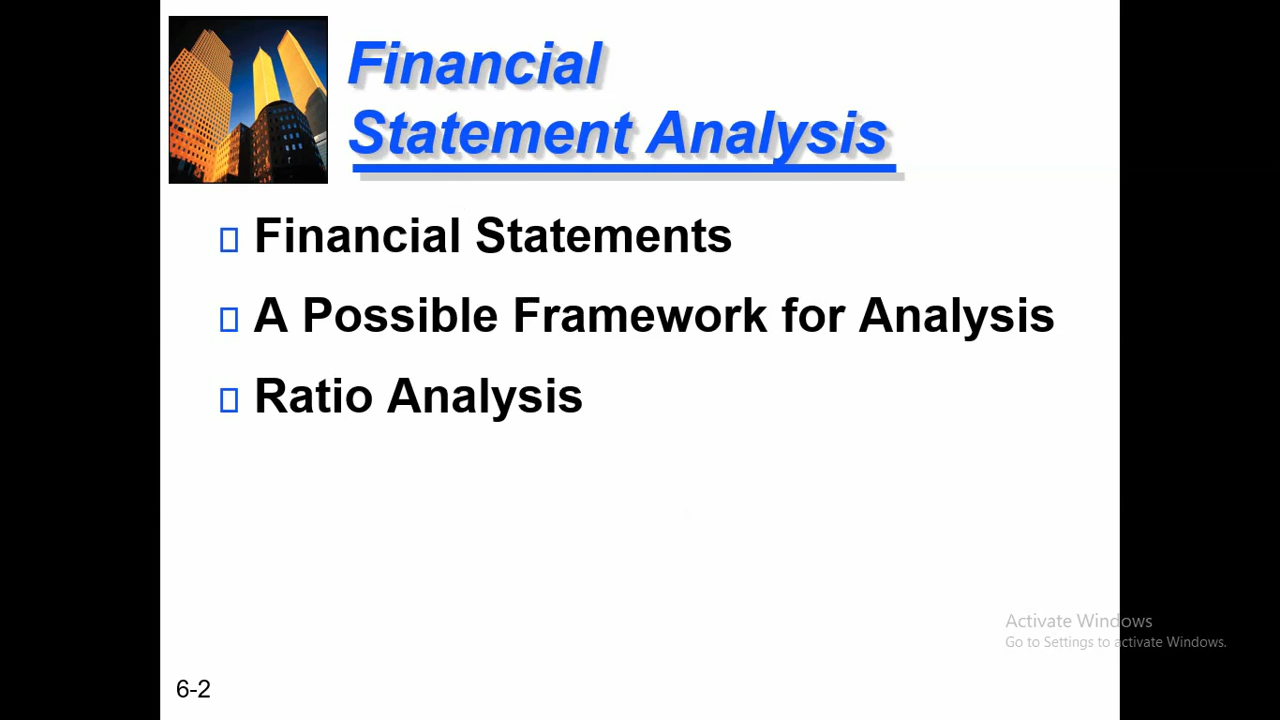 Financial
Statement Analysis
Financial Statements
A Possible Framework for Analysis
Ratio Analysis
Activate Windows
Go to Settings to activate Windows.
6-2